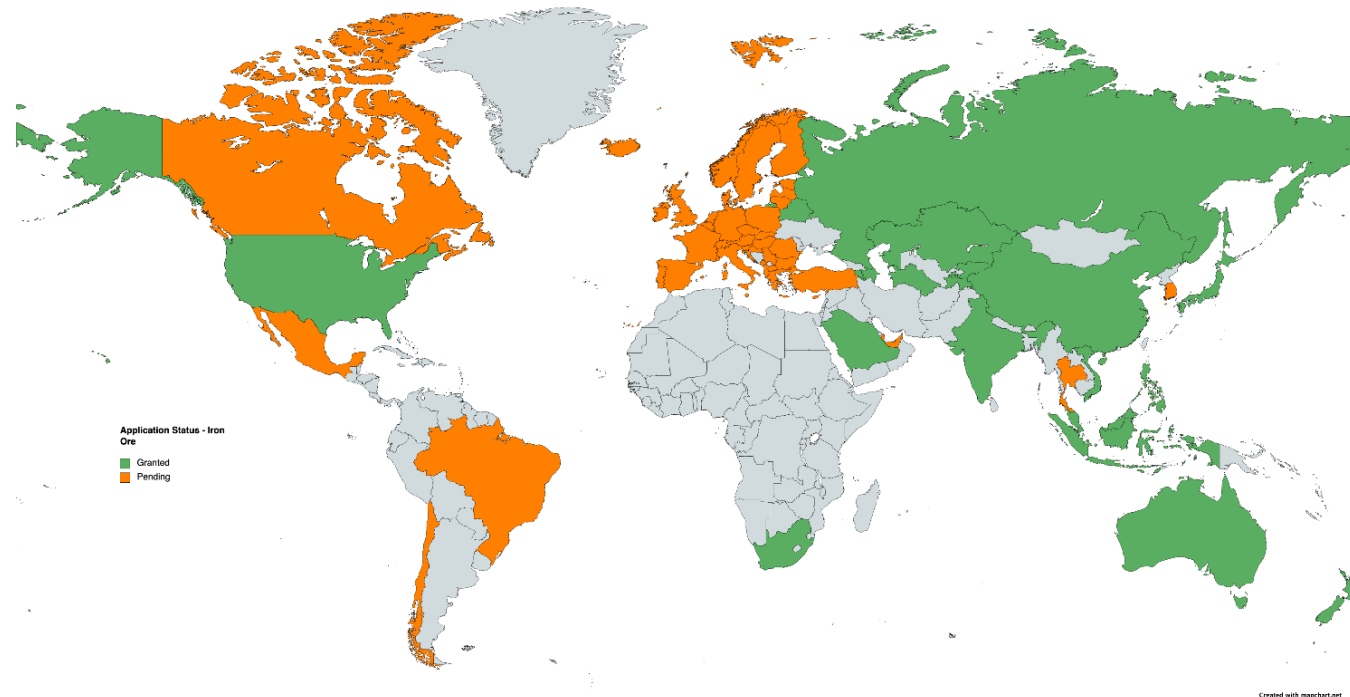 Application Status - Iron
Ore
Granted
Pending
Created with mapchart.net